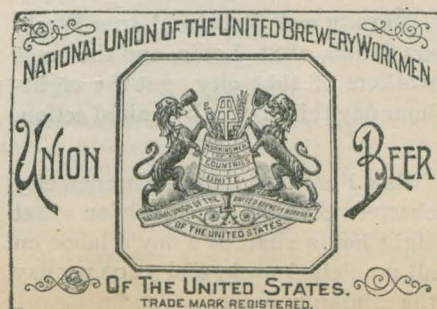 NATIONAL UNION OF THE UNITED BREWERY WORKMEN
UNION BEER
WORKINGMEN
OF ALL
COUNTRIES
UNITE.
NATIONAL UNION OF THE UNITED BREWERY WORKMEN
OF THE UNITED STATES.
OF THE UNITED STATES.
TRADE MARK REGISTERED.